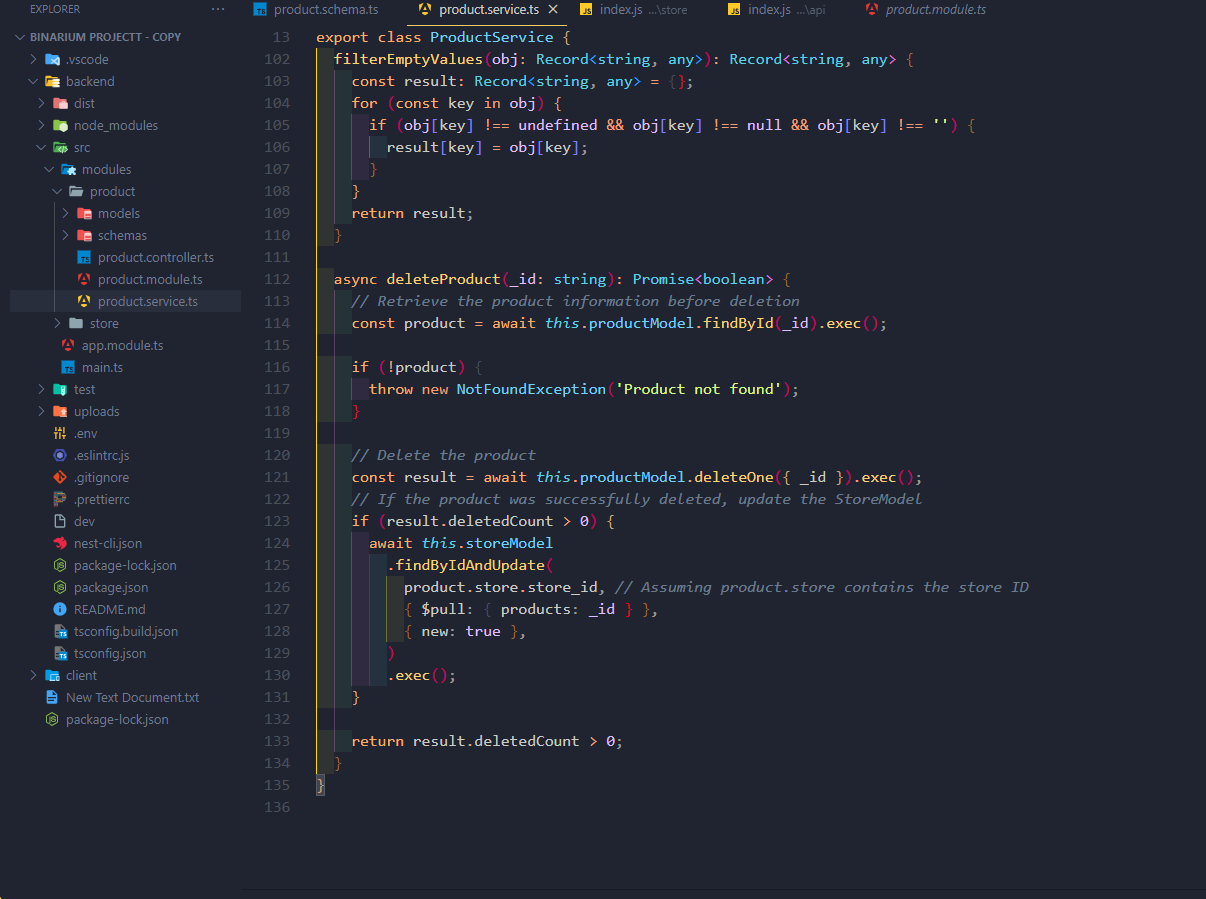 EXPLORER ···
BINARIUM PROJECTT - COPY
.vscode
backend
dist
node_modules
src
modules
product
models
schemas
product.controller.ts
product.module.ts
product.service.ts
store
app.module.ts
main.ts
test
uploads
.env
.eslintrc.js
.gitignore
.prettierrc
dev
nest-cli.json
package-lock.json
package.json
README.md
tsconfig.build.json
tsconfig.json
client
New Text Document.txt
package-lock.json
TS product.schema.ts product.service.ts × JS index.js ...\store JS index.js ...\api product.module.ts
13 export class ProductService {
102 filterEmptyValues(obj: Record<string, any>): Record<string, any> {
103 const result: Record<string, any> = {};
104 for (const key in obj) {
105 if (obj[key] !== undefined && obj[key] !== null && obj[key] !== '') {
106 result[key] = obj[key];
107 }
108 }
109 return result;
110 }
111
112 async deleteProduct(_id: string): Promise<boolean> {
113 // Retrieve the product information before deletion
114 const product = await this.productModel.findById(_id).exec();
115
116 if (!product) {
117 throw new NotFoundException('Product not found');
118 }
119
120 // Delete the product
121 const result = await this.productModel.deleteOne({ _id }).exec();
122 // If the product was successfully deleted, update the StoreModel
123 if (result.deletedCount > 0) {
124 await this.storeModel
125 .findByIdAndUpdate(
126 product.store.store_id, // Assuming product.store contains the store ID
127 { $pull: { products: _id } },
128 { new: true },
129 )
130 .exec();
131 }
132
133 return result.deletedCount > 0;
134 }
135 }
136